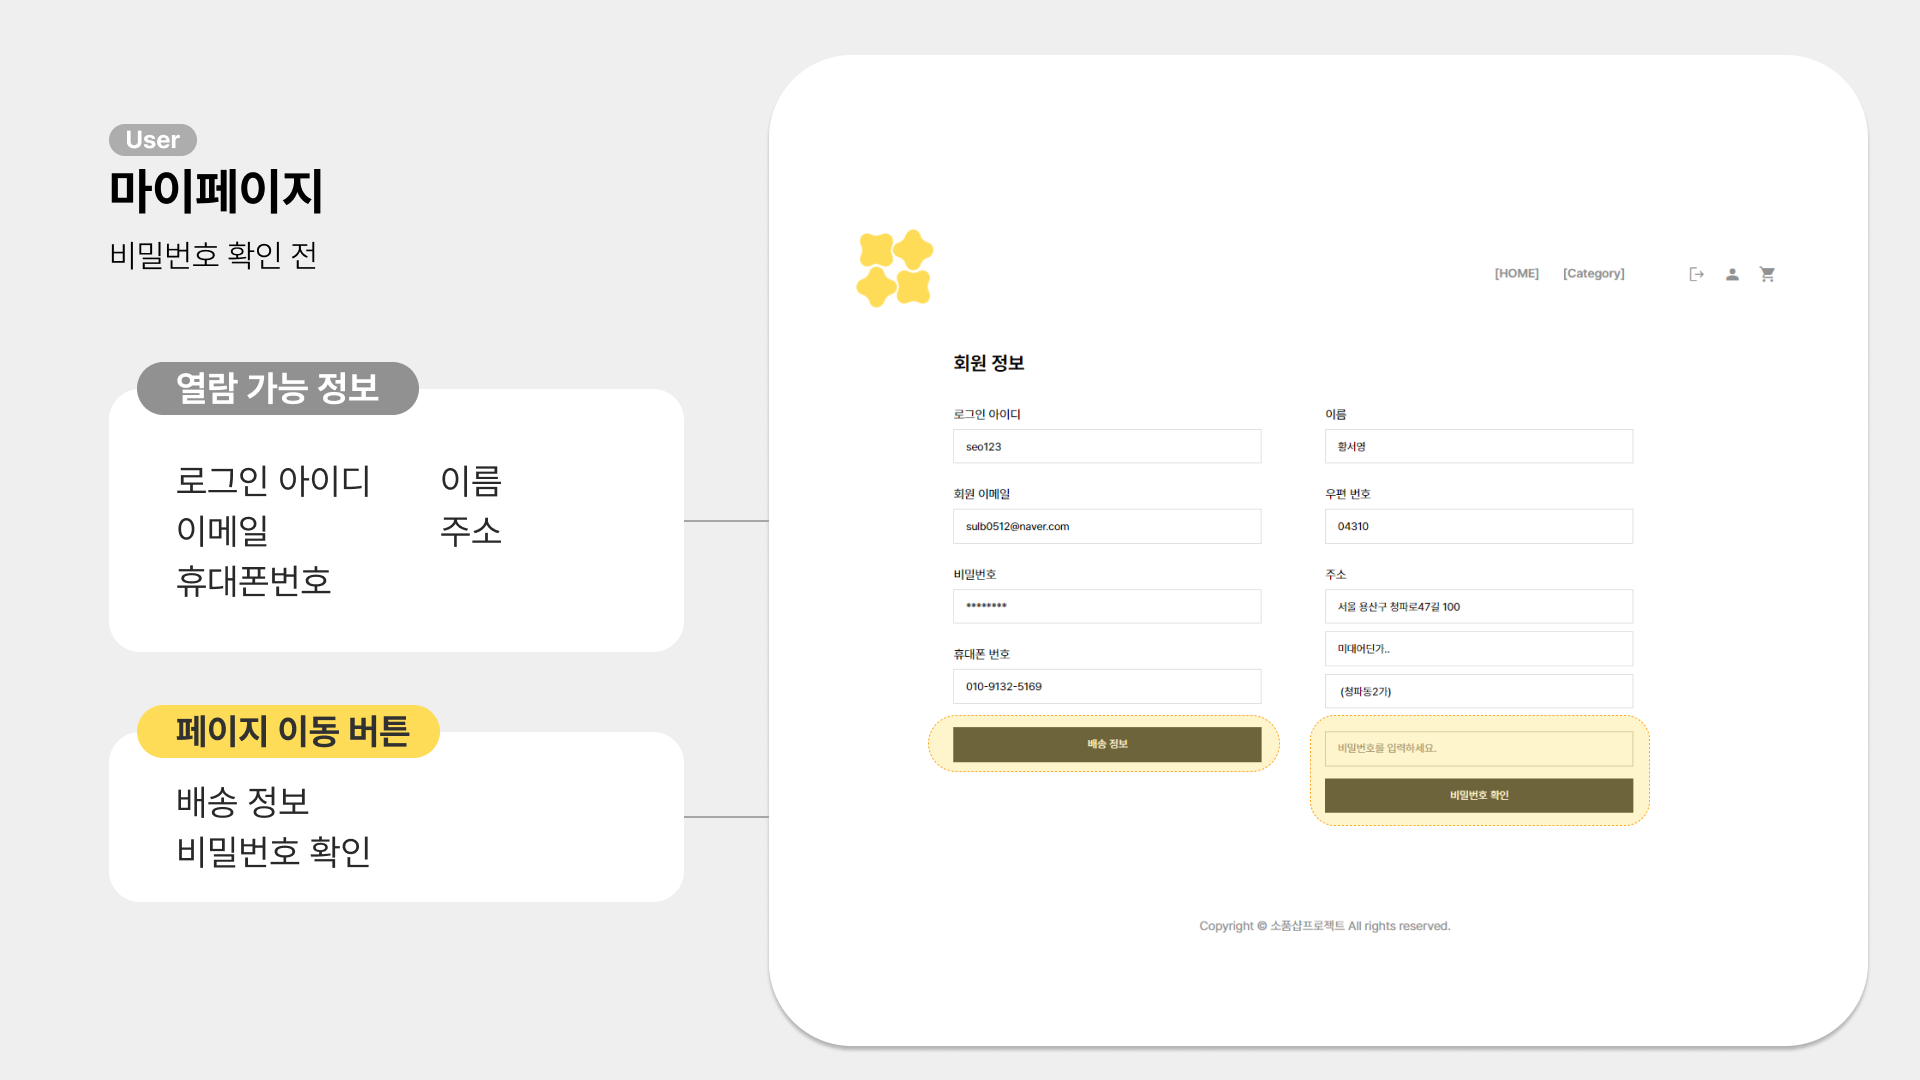 User
마이페이지
비밀번호 확인 전
열람 가능 정보
로그인 아이디 이름
이메일 주소
휴대폰번호
페이지 이동 버튼
배송 정보
비밀번호 확인
[HOME] [Category]
회원 정보
로그인 아이디
seo123
회원 이메일
sulb0512@naver.com
비밀번호
********
휴대폰 번호
010-9132-5169
배송 정보
이름
황서영
우편 번호
04310
주소
서울 용산구 청파로47길 100
미대어딘가..
(청파동2가)
비밀번호를 입력하세요.
비밀번호 확인
Copyright © 소품샵프로젝트 All rights reserved.